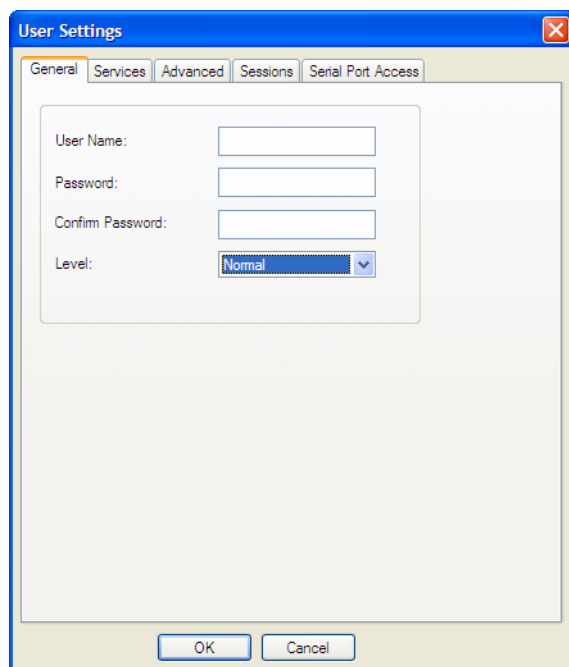 User Settings
General Services Advanced Sessions Serial Port Access
User Name:
Password:
Confirm Password:
Level: Normal
OK Cancel